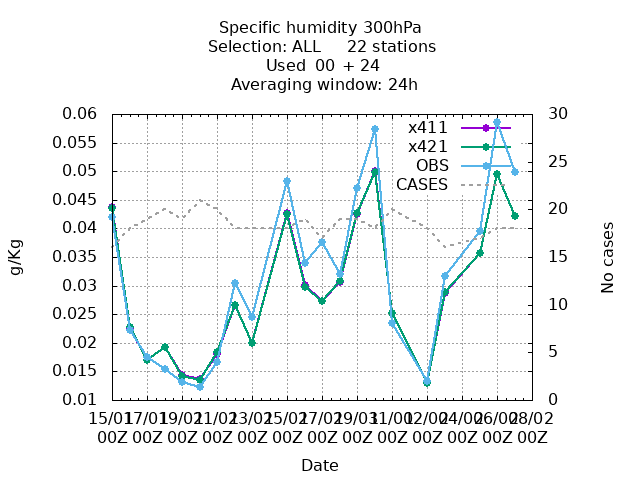 Specific humidity 300hPa
Selection: ALL 22 stations
Used 00 + 24
Averaging window: 24h
x411
x421
OBS
CASES
0.06
0.055
0.05
0.045
0.04
0.035
0.03
0.025
0.02
0.015
0.01
g/Kg
30
25
20
15
10
5
0
No cases
15/01 17/01 19/01 21/01 23/01 25/01 27/01 29/01 31/01 02/02 04/02 06/02 08/02
00Z 00Z 00Z 00Z 00Z 00Z 00Z 00Z 00Z 00Z 00Z 00Z 00Z
Date